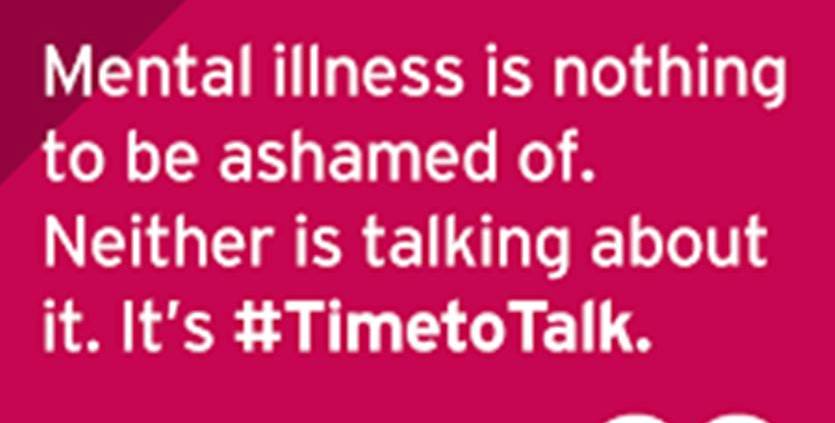 Mental illness is nothing
to be ashamed of.
Neither is talking about
it. It's #TimetoTalk.